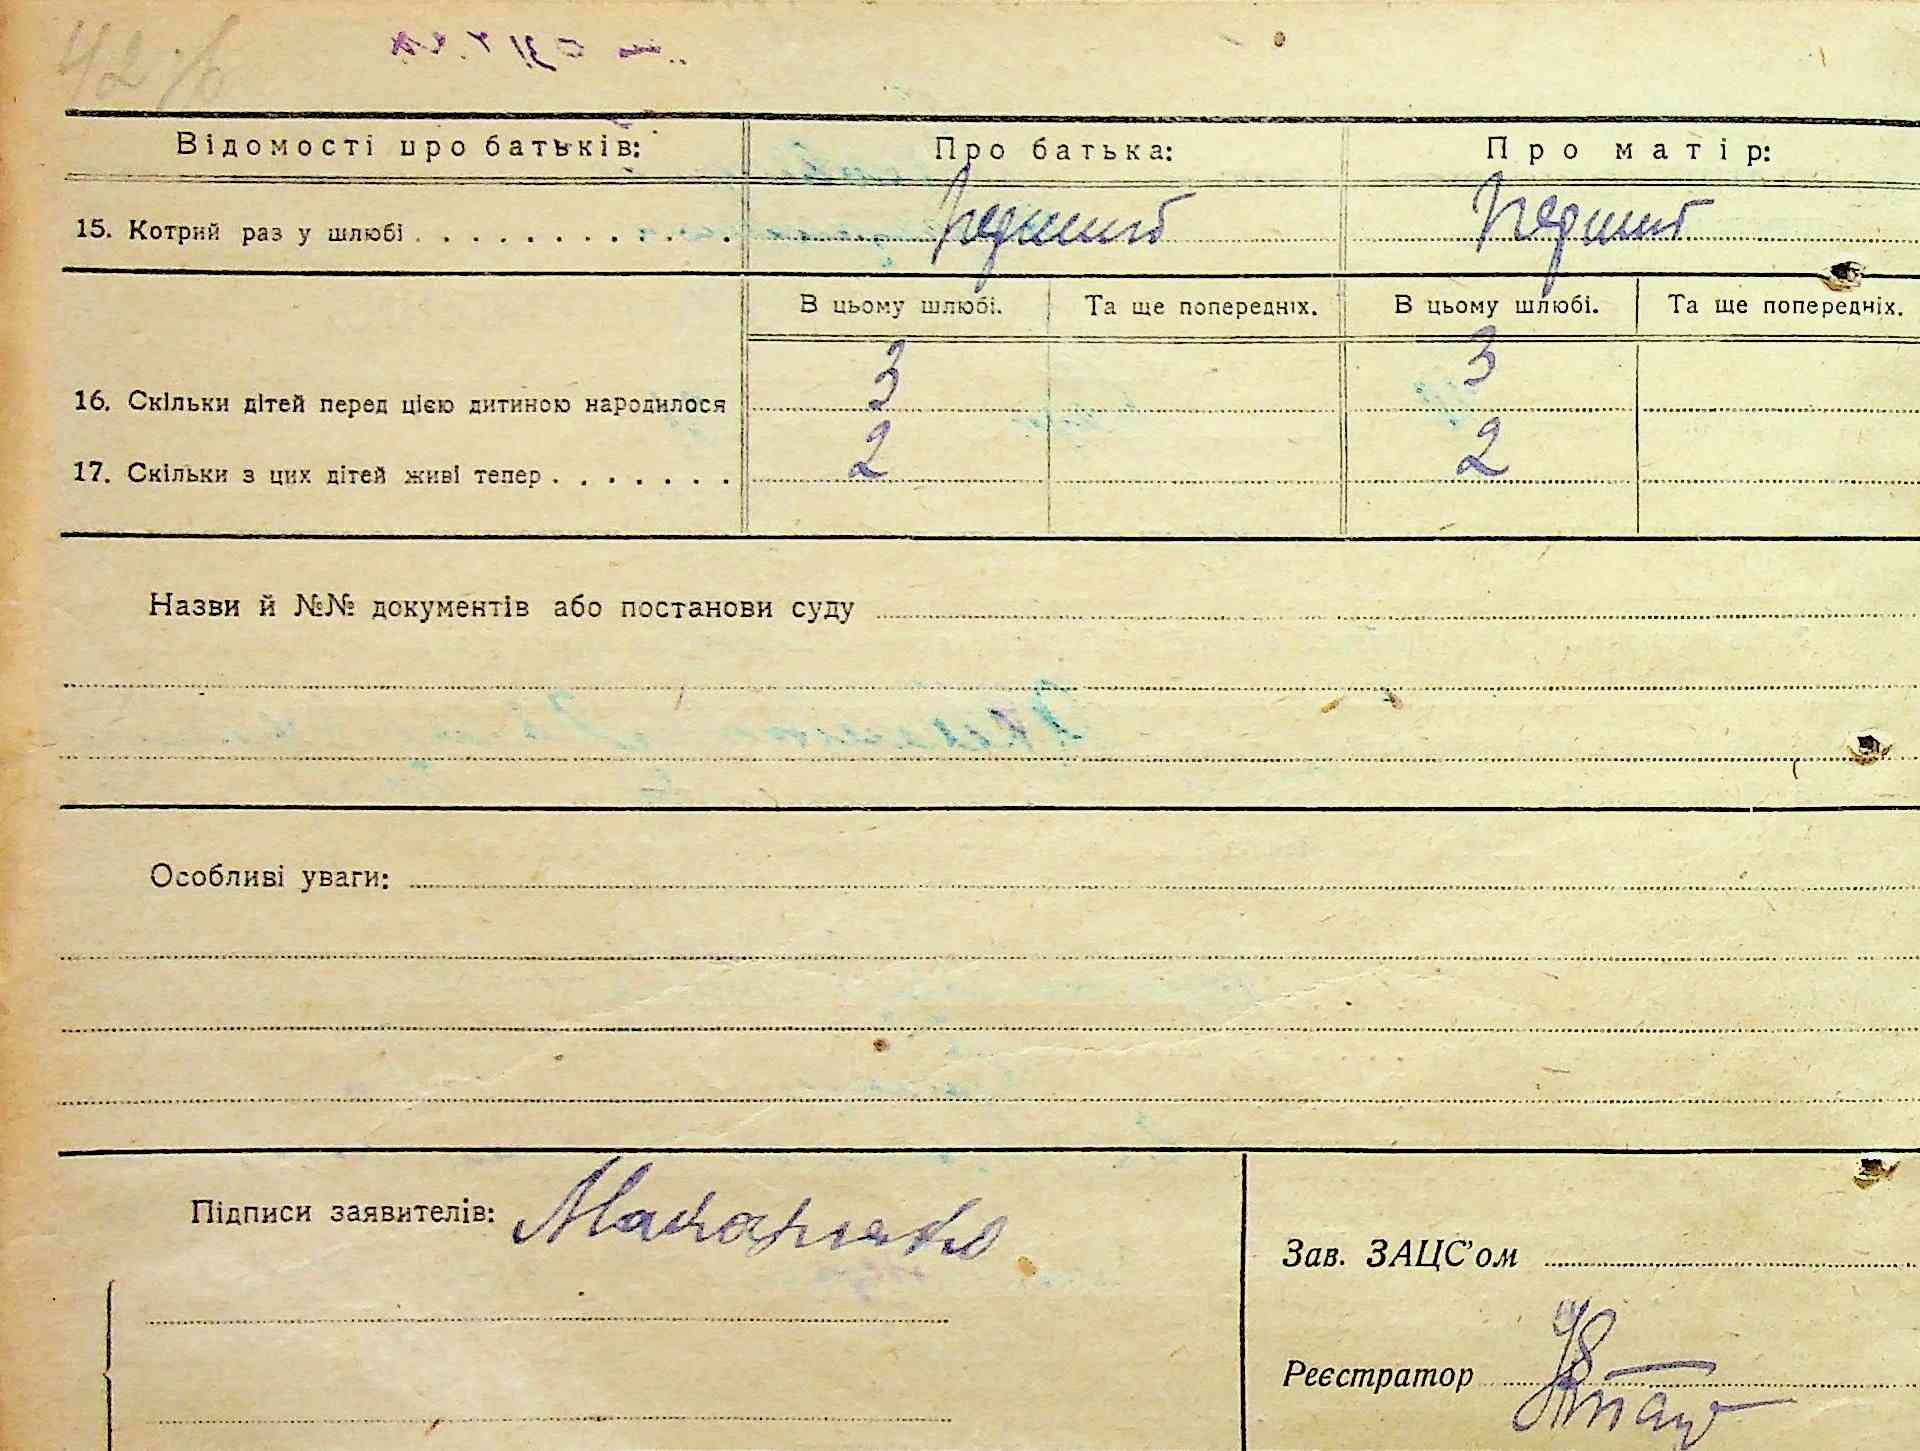 Відомості про батьків: Про батька: Про матір:
15. Котрий раз у шлюбі Перший Перший
В цьому шлюбі. Та ще попередніх. В цьому шлюбі. Та ще попередніх.
16. Скільки дітей перед цією дитиною народилося 3 3
17. Скільки з цих дітей живі тепер 2 2
Назви й №№ документів або постанови суду
Особливі уваги:
Підписи заявителів:
Зав. ЗАЦС’ом
Реєстратор